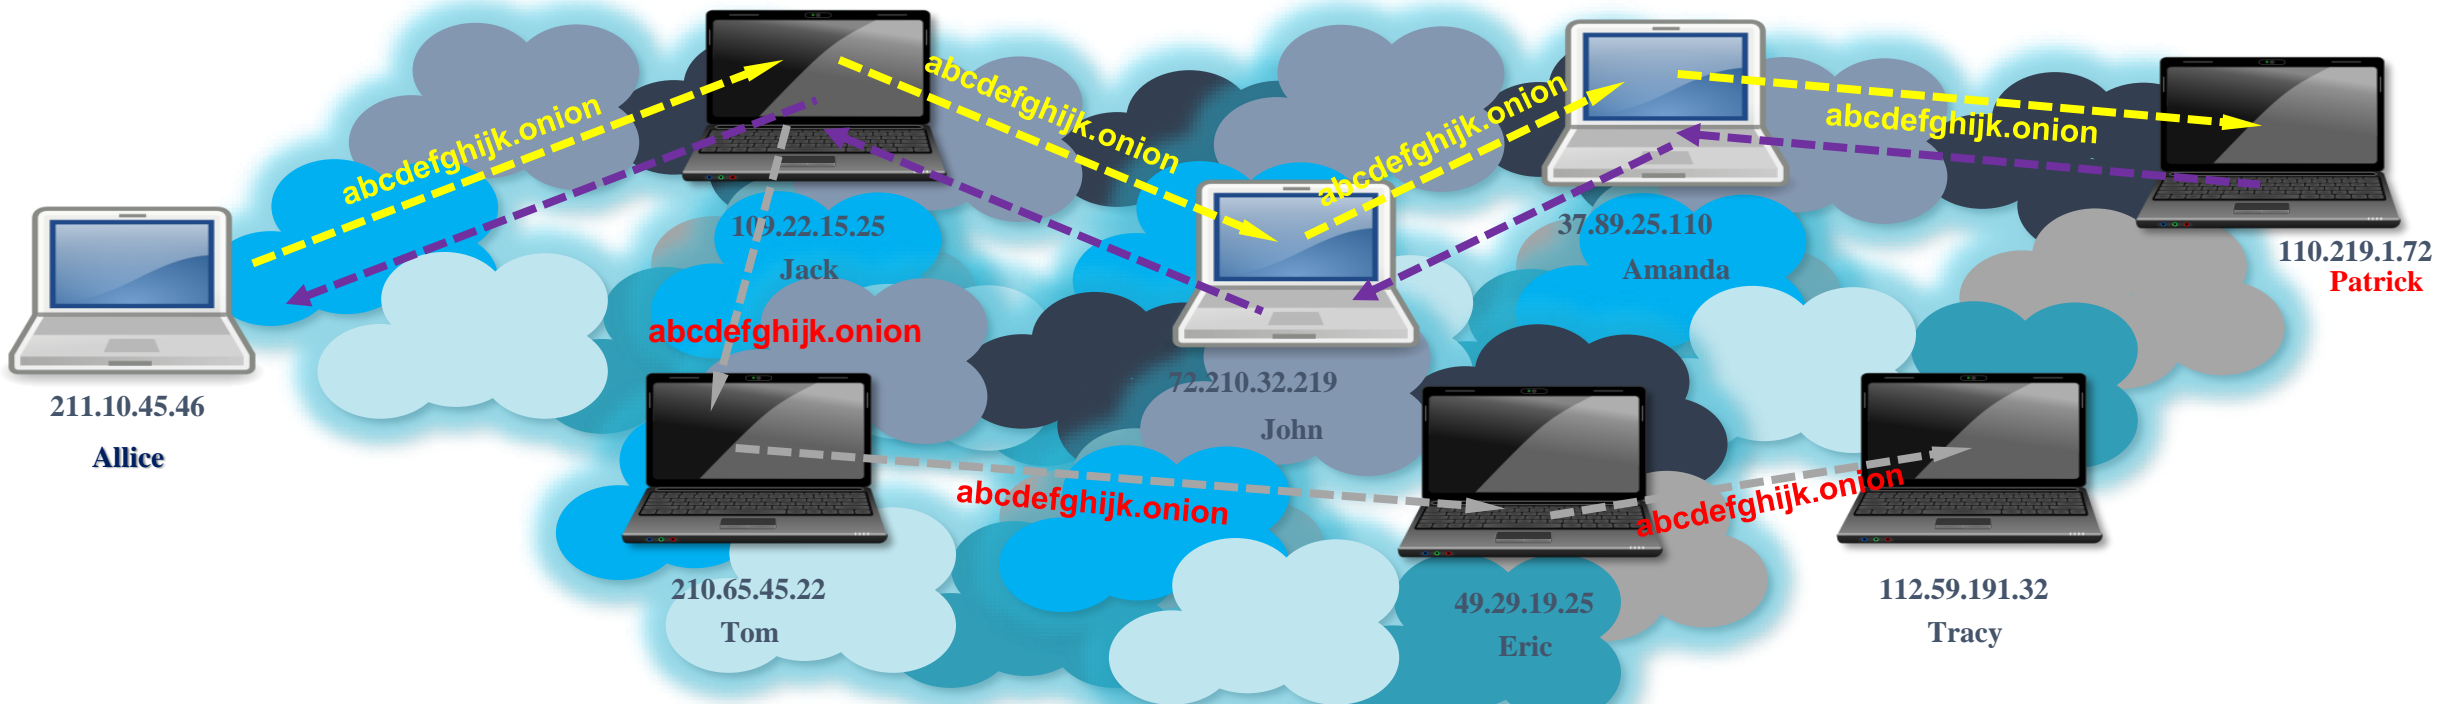 abcdefghijk.onion
abcdefghijk.onion
abcdefghijk.onion
abcdefghijk.onion
109.22.15.25
Jack
37.89.25.110
Amanda
110.219.1.72
Patrick
abcdefghijk.onion
72.210.32.219
John
211.10.45.46
Allice
abcdefghijk.onion
abcdefghijk.onion
210.65.45.22
Tom
49.29.19.25
Eric
112.59.191.32
Tracy